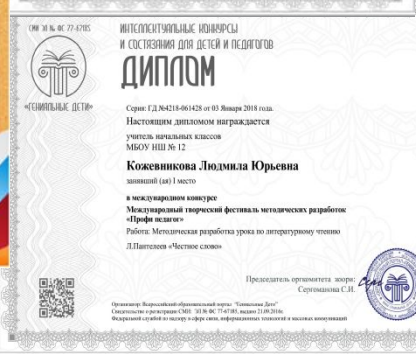 СМИ ЭЛ № ФС 77-67185
«ГЕНИАЛЬНЫЕ ДЕТИ»
ИНТЕЛЛЕКТУАЛЬНЫЕ КОНКУРСЫ
И СОСТЯЗАНИЯ ДЛЯ ДЕТЕЙ И ПЕДАГОГОВ
ДИПЛОМ
Серия: ГД №4218-061428 от 03 Января 2018 года.
Настоящим дипломом награждается
учитель начальных классов
МБОУ НШ № 12
Кожевникова Людмила Юрьевна
занявший (ая) I место
в международном конкурсе
Международный творческий фестиваль методических разработок
«Профи педагог»
Работа: Методическая разработка урока по литературному чтению
Л.Пантелеев «Честное слово»
Председатель оргкомитета
Сергоманова С.И.
Организатор: Всероссийский образовательный портал: "Гениальные Дети"
Свидетельство о регистрации СМИ: ЭЛ № ФС 77-67185, выдано 21.09.2016г.
Федеральной службой по надзору в сфере связи, информационных технологий и массовых коммуникаций